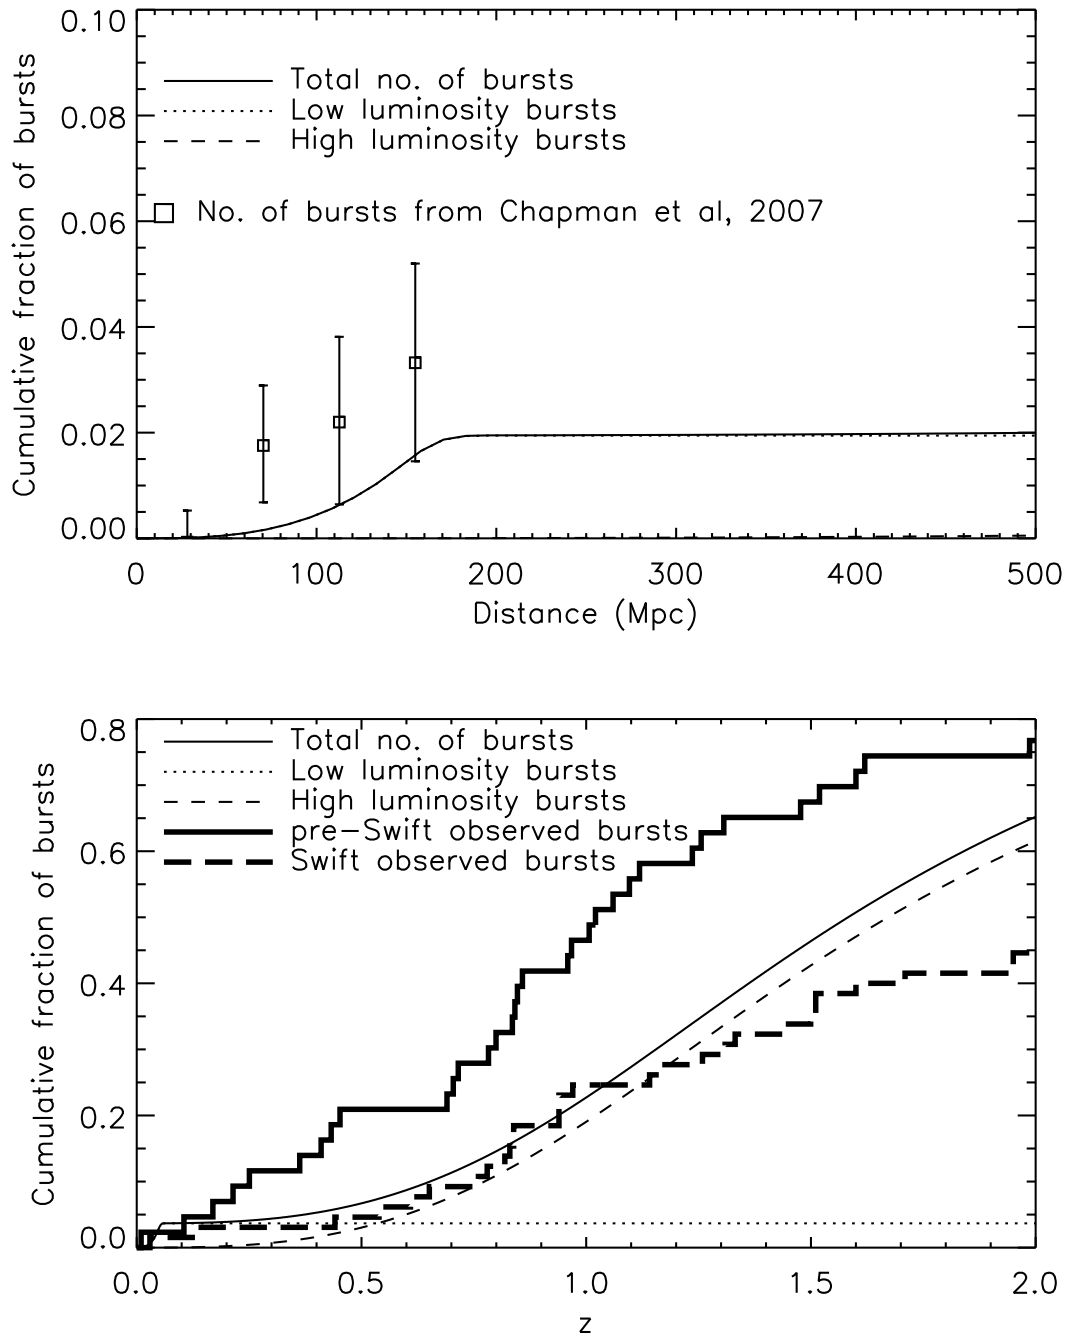 0.10
0.08
0.06
0.04
0.02
0.00
Cumulative fraction of bursts
Total no. of bursts
Low luminosity bursts
High luminosity bursts
No. of bursts from Chapman et al, 2007
0 100 200 300 400 500
Distance (Mpc)
0.8
0.6
0.4
0.2
0.0
Cumulative fraction of bursts
Total no. of bursts
Low luminosity bursts
High luminosity bursts
pre-Swift observed bursts
Swift observed bursts
0.0 0.5 1.0 1.5 2.0
z